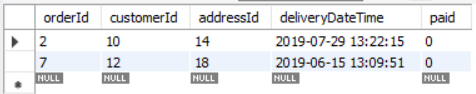 orderId customerId addressId deliveryDateTime paid
2 10 14 2019-07-29 13:22:15 0
7 12 18 2019-06-15 13:09:51 0
NULL NULL NULL NULL NULL